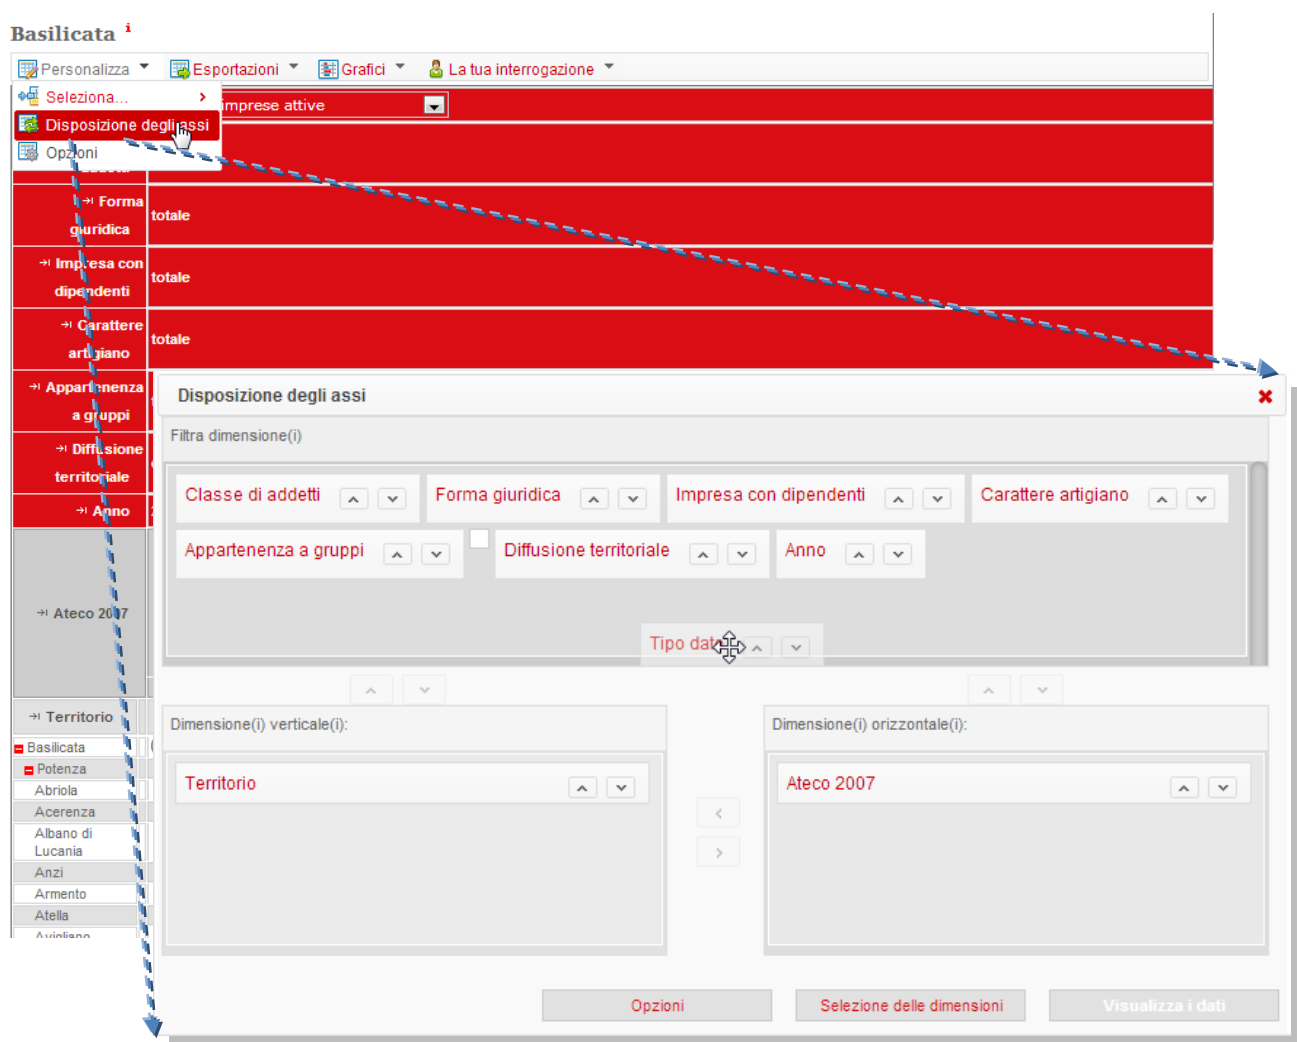 Basilicata i
Personalizza Esportazioni Grafici La tua interrogazione
Seleziona...
imprese attive
Disposizione degli assi
Opzioni
addetti
Forma
giuridica
totale
Impresa con
dipendenti
totale
Carattere
artigiano
totale
Appartenenza
a gruppi
Diffusione
territoriale
Anno
Ateco 2007
Territorio
Basilicata
Potenza
Abriola
Acerenza
Albano di
Lucania
Anzi
Armento
Atella
Avigliano
Disposizione degli assi
Filtra dimensione(i)
Classe di addetti Forma giuridica Impresa con dipendenti Carattere artigiano
Appartenenza a gruppi Diffusione territoriale Anno
Tipo dato
Dimensione(i) verticale(i): Dimensione(i) orizzontale(i):
Territorio Ateco 2007
Opzioni Selezione delle dimensioni Visualizza i dati